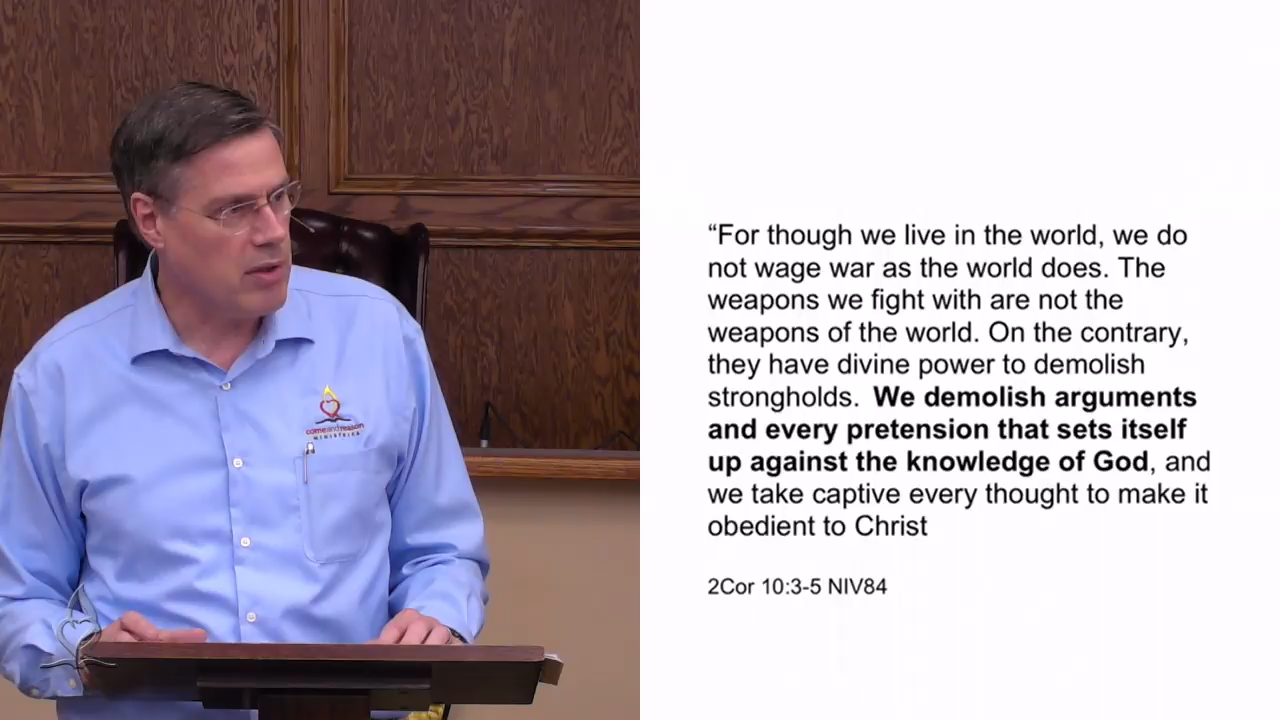 comeandreason
MINISTRIES
“For though we live in the world, we do
not wage war as the world does. The
weapons we fight with are not the
weapons of the world. On the contrary,
they have divine power to demolish
strongholds.  We demolish arguments
and every pretension that sets itself
up against the knowledge of God, and
we take captive every thought to make it
obedient to Christ
2Cor 10:3-5 NIV84